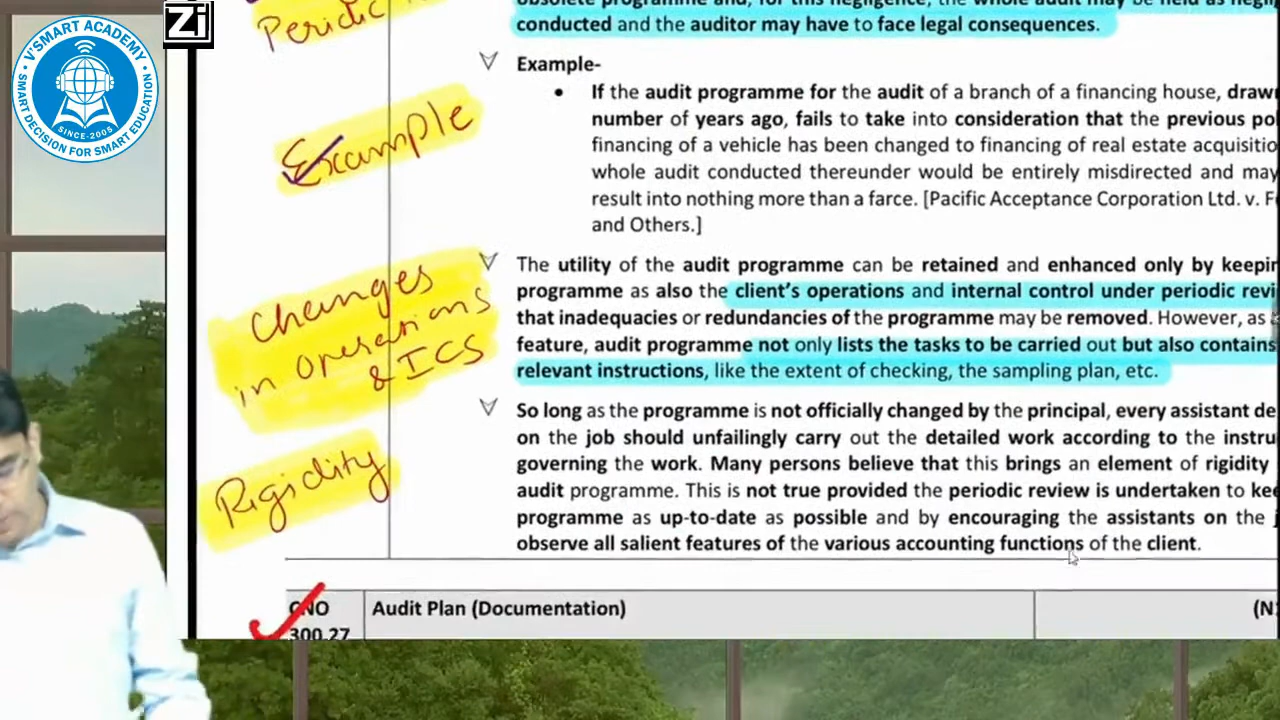 V'SMART ACADEMY
SMART DECISION FOR SMART EDUCATION
SINCE-2005
Zi
Periodic
conducted and the auditor may have to face legal consequences.
Example-
Example
If the audit programme for the audit of a branch of a financing house,
number of years ago, fails to take into consideration that the previous
financing of a vehicle has been changed to financing of real estate
whole audit conducted thereunder would be entirely misdirected and may
result into nothing more than a farce. [Pacific Acceptance Corporation Ltd. v.
and Others.]
Changes
in Operations
& ICS
The utility of the audit programme can be retained and enhanced only by
programme as also the client's operations and internal control under periodic
that inadequacies or redundancies of the programme may be removed. However, as
feature, audit programme not only lists the tasks to be carried out but also contains
relevant instructions, like the extent of checking, the sampling plan, etc.
Rigidity
So long as the programme is not officially changed by the principal, every assistant
on the job should unfailingly carry out the detailed work according to the
governing the work. Many persons believe that this brings an element of rigidity
audit programme. This is not true provided the periodic review is undertaken to
programme as up-to-date as possible and by encouraging the assistants on the
observe all salient features of the various accounting functions of the client.
QNO
300.27
Audit Plan (Documentation)